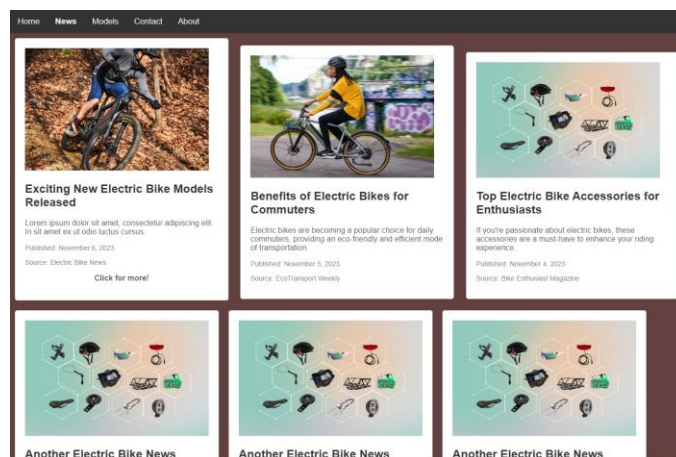 Home News Models Contact About
Exciting New Electric Bike Models
Released
Lorem ipsum dolor sit amet, consectetur adipiscing elit.
In sit amet ex ut odio luctus cursus.
Published: November 6, 2023
Source: Electric Bike News
Click for more!
Benefits of Electric Bikes for
Commuters
Electric bikes are becoming a popular choice for daily
commuters, providing an eco-friendly and efficient mode
of transportation.
Published: November 5, 2023
Source: EcoTransport Weekly
Top Electric Bike Accessories for
Enthusiasts
If you're passionate about electric bikes, these
accessories are a must-have to enhance your riding
experience.
Published: November 4, 2023
Source: Bike Enthusiast Magazine
Another Electric Bike News
Another Electric Bike News
Another Electric Bike News